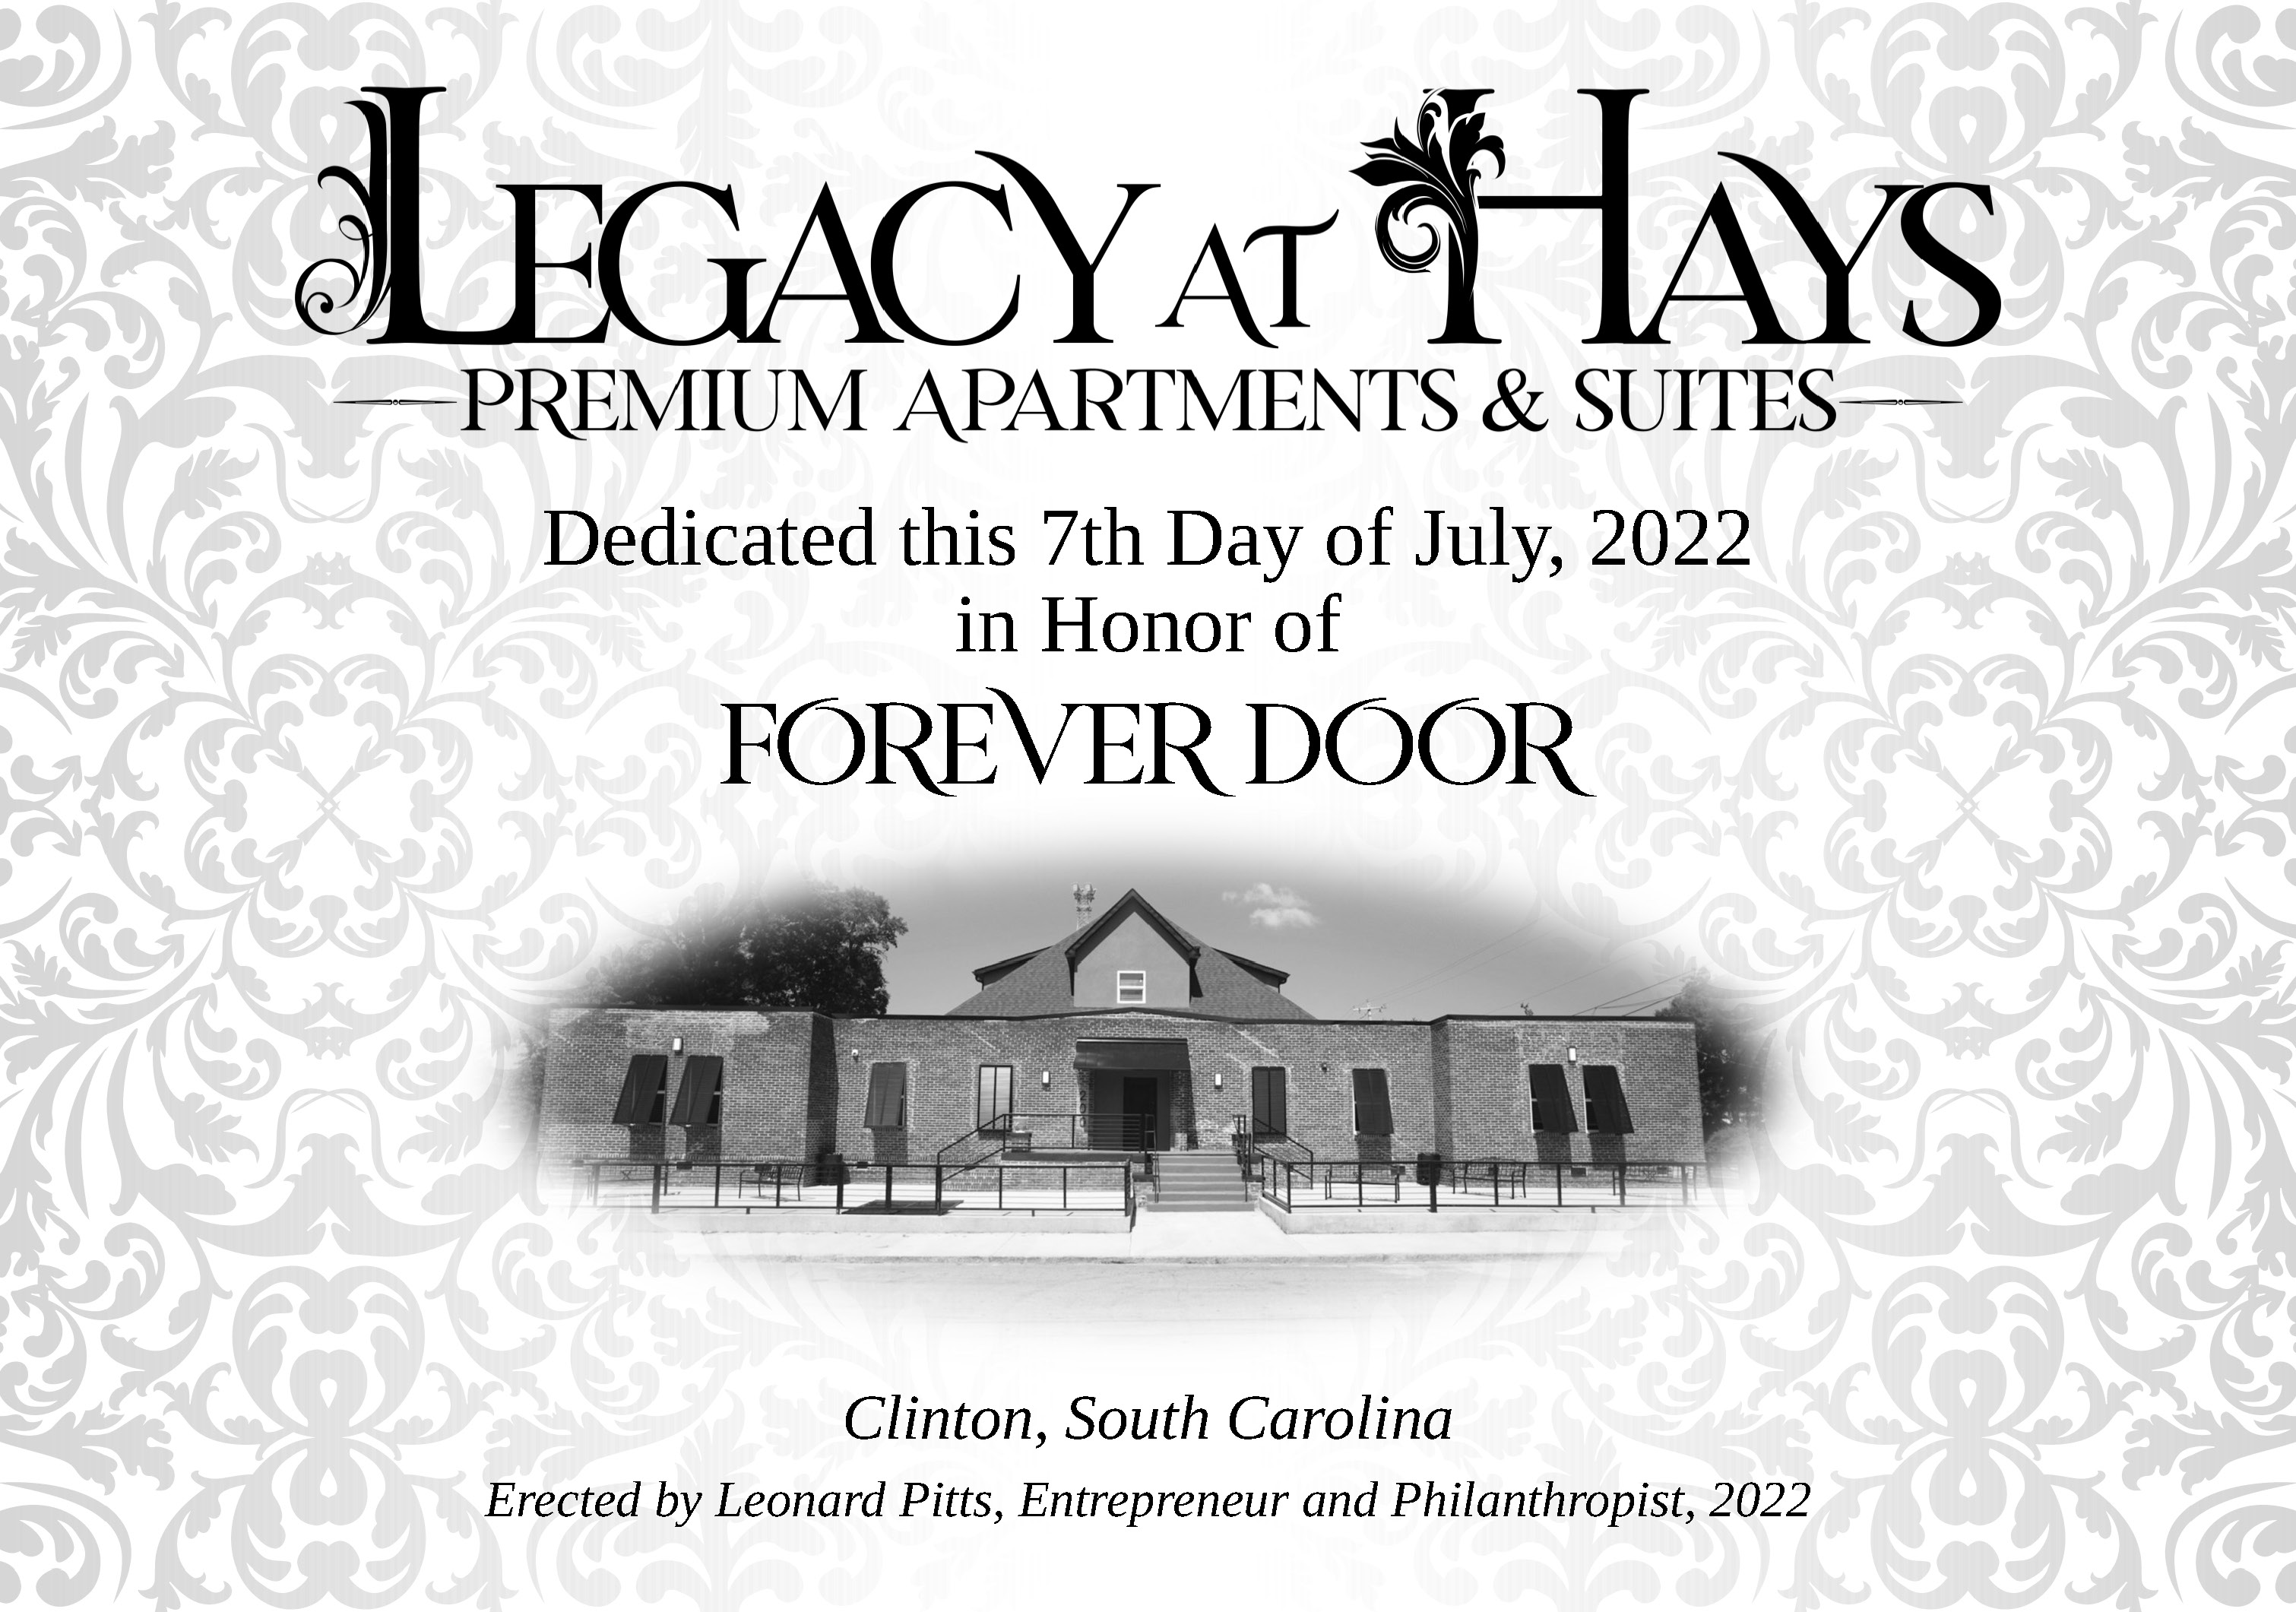 LEGACY AT HAYS
PREMIUM APARTMENTS & SUITES
Dedicated this 7th Day of July, 2022
in Honor of
FOREVER DOOR
Clinton, South Carolina
Erected by Leonard Pitts, Entrepreneur and Philanthropist, 2022